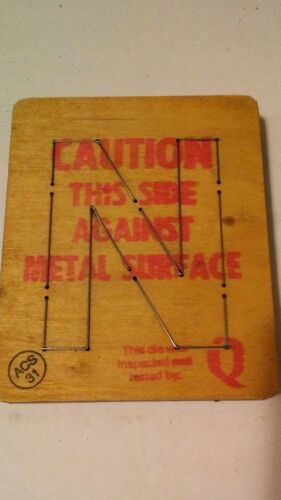 CAUTION
THIS SIDE
AGAINST
METAL SURFACE
This die was
inspected and
tested by:
Q
ACS
31